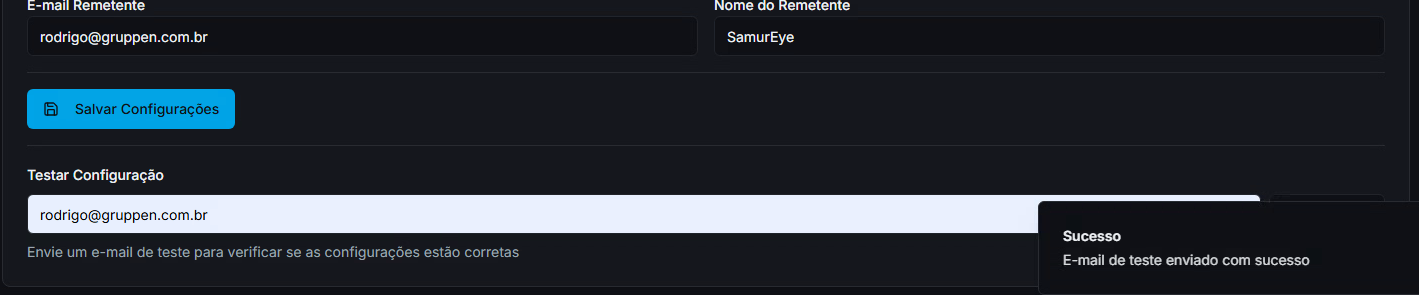 E-mail Remetente
Nome do Remetente
rodrigo@gruppen.com.br
SamurEye
Salvar Configurações
Testar Configuração
rodrigo@gruppen.com.br
Envie um e-mail de teste para verificar se as configurações estão corretas
Sucesso
E-mail de teste enviado com sucesso